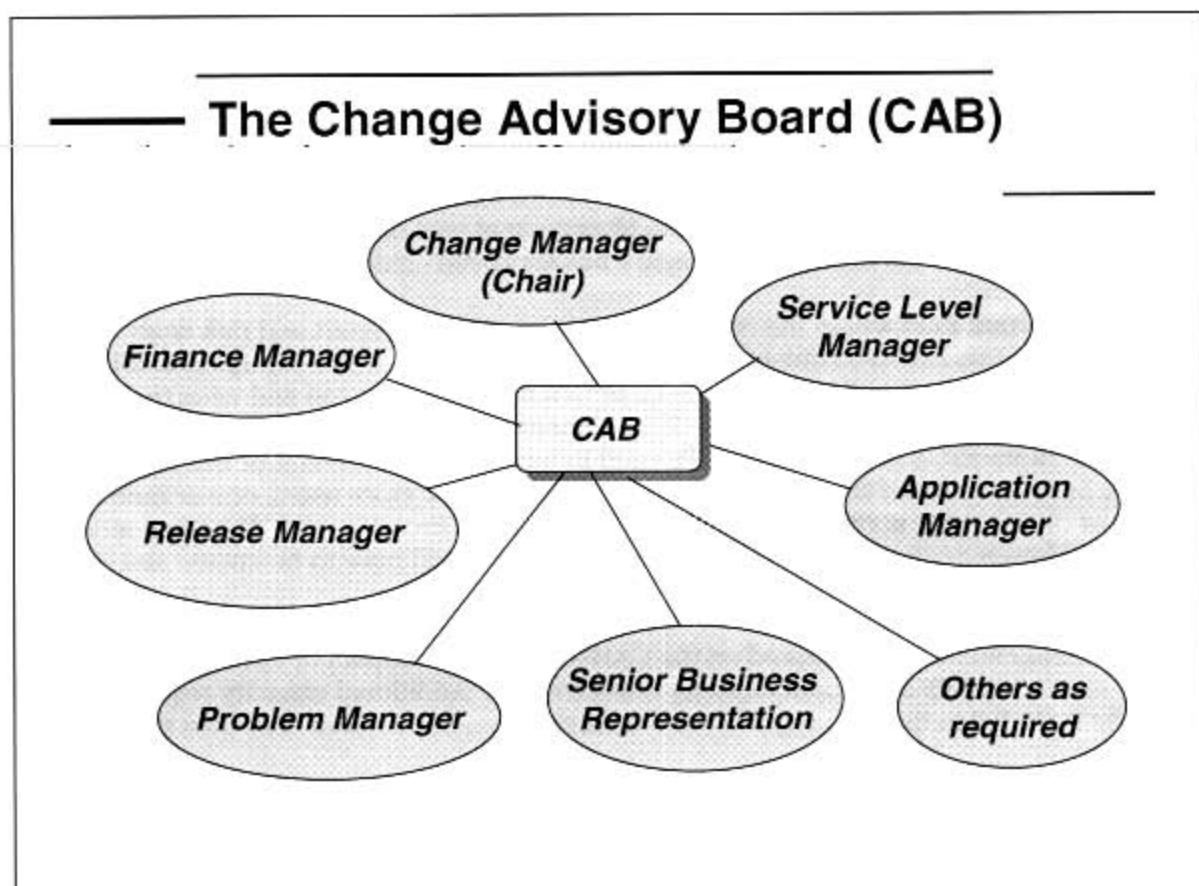 The Change Advisory Board (CAB)
Change Manager
(Chair)
Service Level
Manager
Finance Manager
CAB
Application
Manager
Release Manager
Problem Manager
Senior Business
Representation
Others as
required